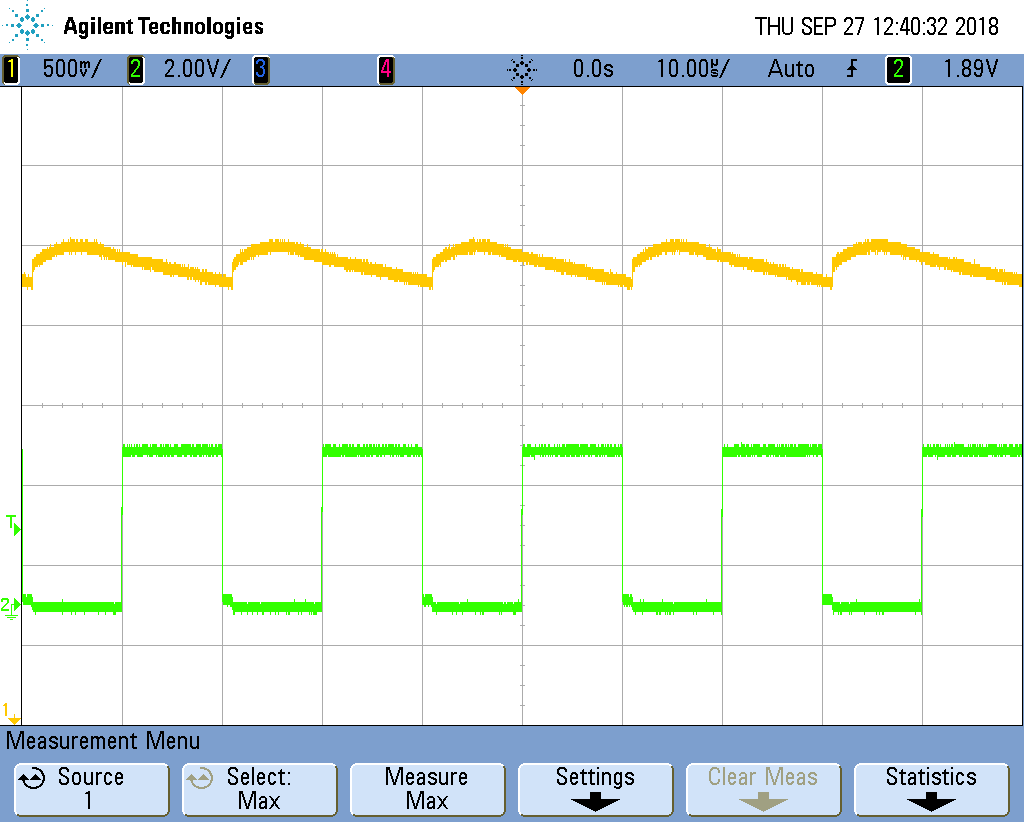 Agilent Technologies THU SEP 27 12:40:32 2018
1 500mV/ 2 2.00V/ 3 4 0.0s 10.00µs/ Auto 2 1.89V
T
2
1
Measurement Menu
Source Select: Measure Settings Clear Meas Statistics
1 Max Max